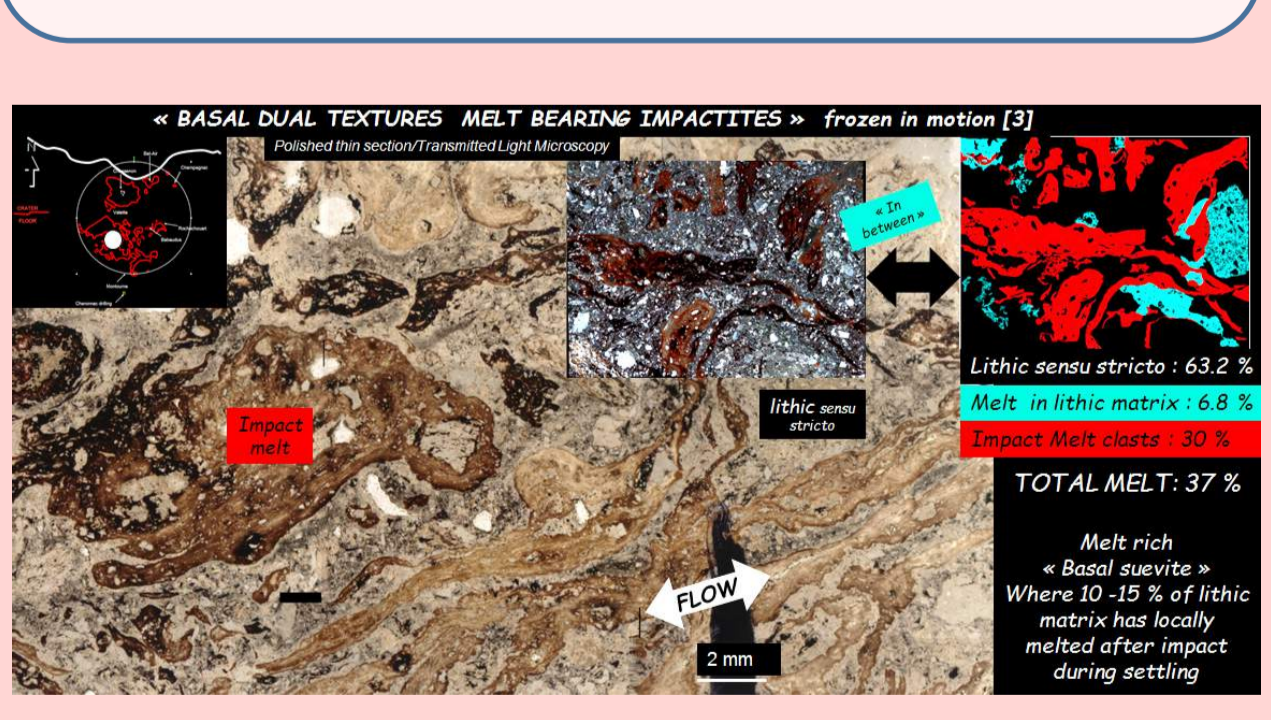 « BASAL DUAL TEXTURES MELT BEARING IMPACTITES » frozen in motion [3]
Polished thin section/Transmitted Light Microscopy
N
CRATER
FLOOR
Bel-Air
Champagnac
?
Valette
Rochechouart
Babaudus
Montoume
Cheronnac drilling
« In
between »
Impact
melt
lithic sensu
stricto
FLOW
2 mm
Lithic sensu stricto : 63.2 %
Melt in lithic matrix : 6.8 %
Impact Melt clasts : 30 %
TOTAL MELT: 37 %
Melt rich
« Basal suevite »
Where 10 -15 % of lithic
matrix has locally
melted after impact
during settling